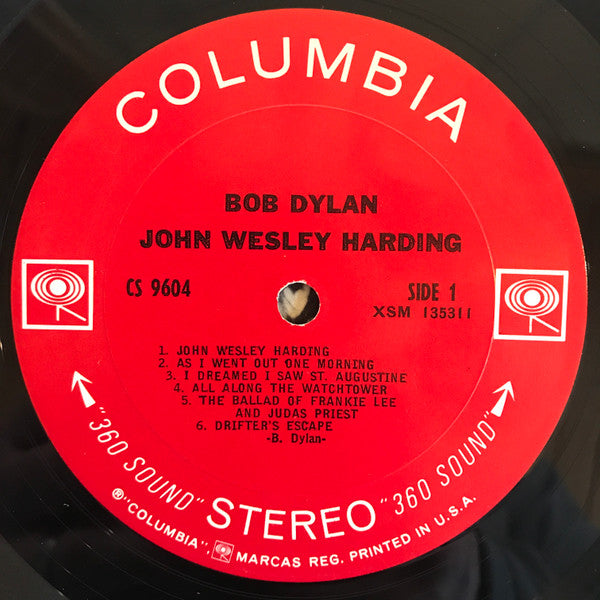 COLUMBIA
BOB DYLAN
JOHN WESLEY HARDING
CS 9604
SIDE 1
XSM 135311
1. JOHN WESLEY HARDING
2. AS I WENT OUT ONE MORNING
3. I DREAMED I SAW ST. AUGUSTINE
4. ALL ALONG THE WATCHTOWER
5. THE BALLAD OF FRANKIE LEE
AND JUDAS PRIEST
6. DRIFTER'S ESCAPE
-B. Dylan-
"360 SOUND" STEREO "360 SOUND"
®"COLUMBIA", MARCAS REG. PRINTED IN U.S.A.